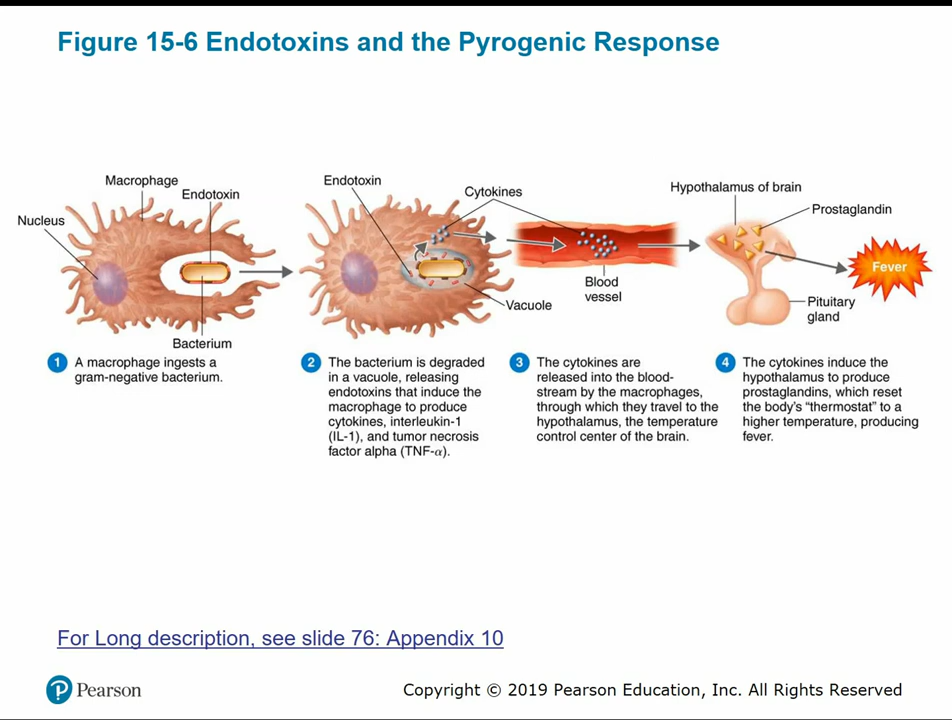 Figure 15-6 Endotoxins and the Pyrogenic Response
Macrophage
Endotoxin
Nucleus
Bacterium
Endotoxin
Cytokines
Vacuole
Blood
vessel
Hypothalamus of brain
Prostaglandin
Fever
Pituitary
gland
1 A macrophage ingests a
gram-negative bacterium.
2 The bacterium is degraded
in a vacuole, releasing
endotoxins that induce the
macrophage to produce
cytokines, interleukin-1
(IL-1), and tumor necrosis
factor alpha (TNF-α).
3 The cytokines are
released into the blood-
stream by the macrophages,
through which they travel to the
hypothalamus, the temperature
control center of the brain.
4 The cytokines induce the
hypothalamus to produce
prostaglandins, which reset
the body's “thermostat” to a
higher temperature, producing
fever.
For Long description, see slide 76: Appendix 10
P Pearson
Copyright © 2019 Pearson Education, Inc. All Rights Reserved